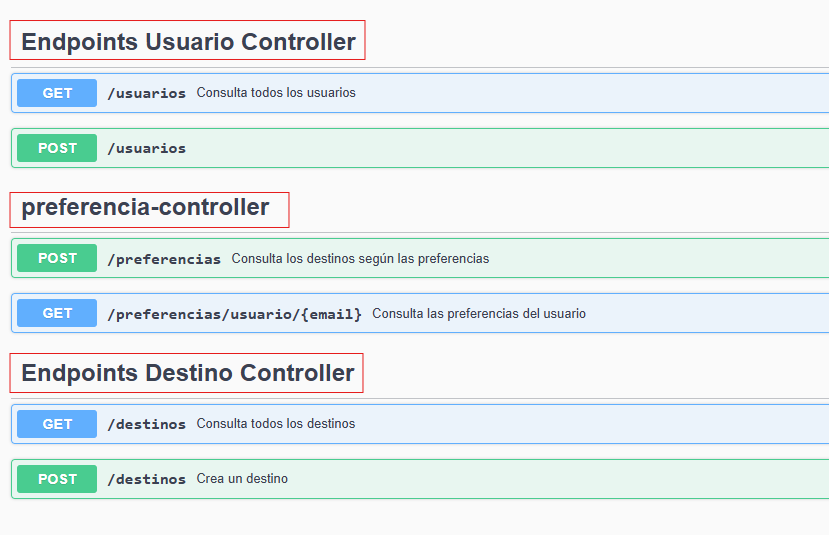 Endpoints Usuario Controller
GET /usuarios Consulta todos los usuarios
POST /usuarios
preferencia-controller
POST /preferencias Consulta los destinos según las preferencias
GET /preferencias/usuario/{email} Consulta las preferencias del usuario
Endpoints Destino Controller
GET /destinos Consulta todos los destinos
POST /destinos Crea un destino